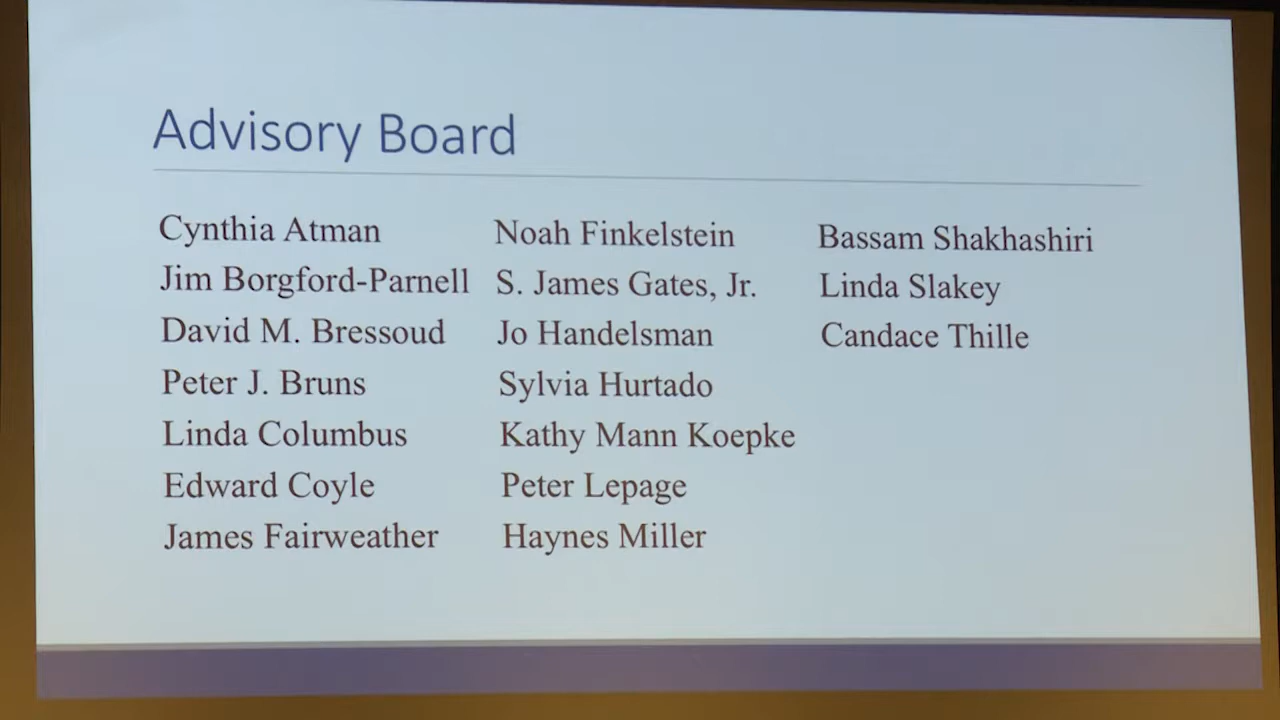 Advisory Board
Cynthia Atman
Jim Borgford-Parnell
David M. Bressoud
Peter J. Bruns
Linda Columbus
Edward Coyle
James Fairweather
Noah Finkelstein
S. James Gates, Jr.
Jo Handelsman
Sylvia Hurtado
Kathy Mann Koepke
Peter Lepage
Haynes Miller
Bassam Shakhashiri
Linda Slakey
Candace Thille